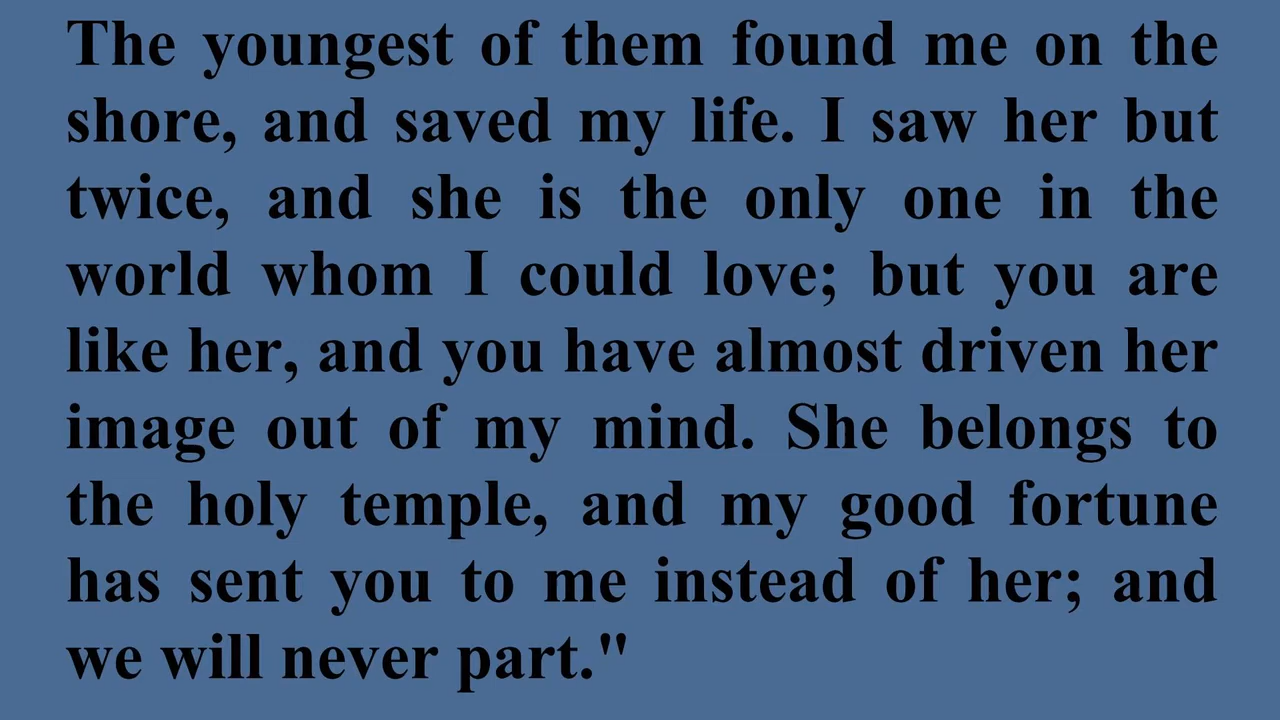 The youngest of them found me on the
shore, and saved my life. I saw her but
twice, and she is the only one in the
world whom I could love; but you are
like her, and you have almost driven her
image out of my mind. She belongs to
the holy temple, and my good fortune
has sent you to me instead of her; and
we will never part."